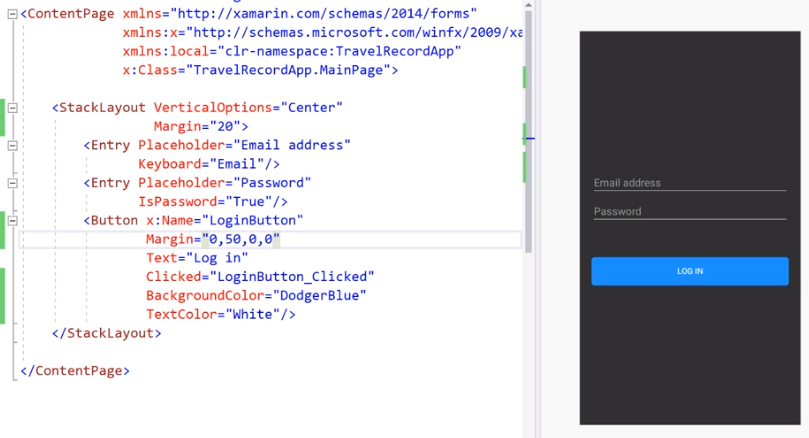 <ContentPage xmlns="http://xamarin.com/schemas/2014/forms"
xmlns:x="http://schemas.microsoft.com/winfx/2009/xa
xmlns:local="clr-namespace:TravelRecordApp"
x:Class="TravelRecordApp.MainPage">
<StackLayout VerticalOptions="Center"
Margin="20">
<Entry Placeholder="Email address"
Keyboard="Email"/>
<Entry Placeholder="Password"
IsPassword="True"/>
<Button x:Name="LoginButton"
Margin="0,50,0,0"
Text="Log in"
Clicked="LoginButton_Clicked"
BackgroundColor="DodgerBlue"
TextColor="White"/>
</StackLayout>
</ContentPage>
Email address
Password
LOG IN